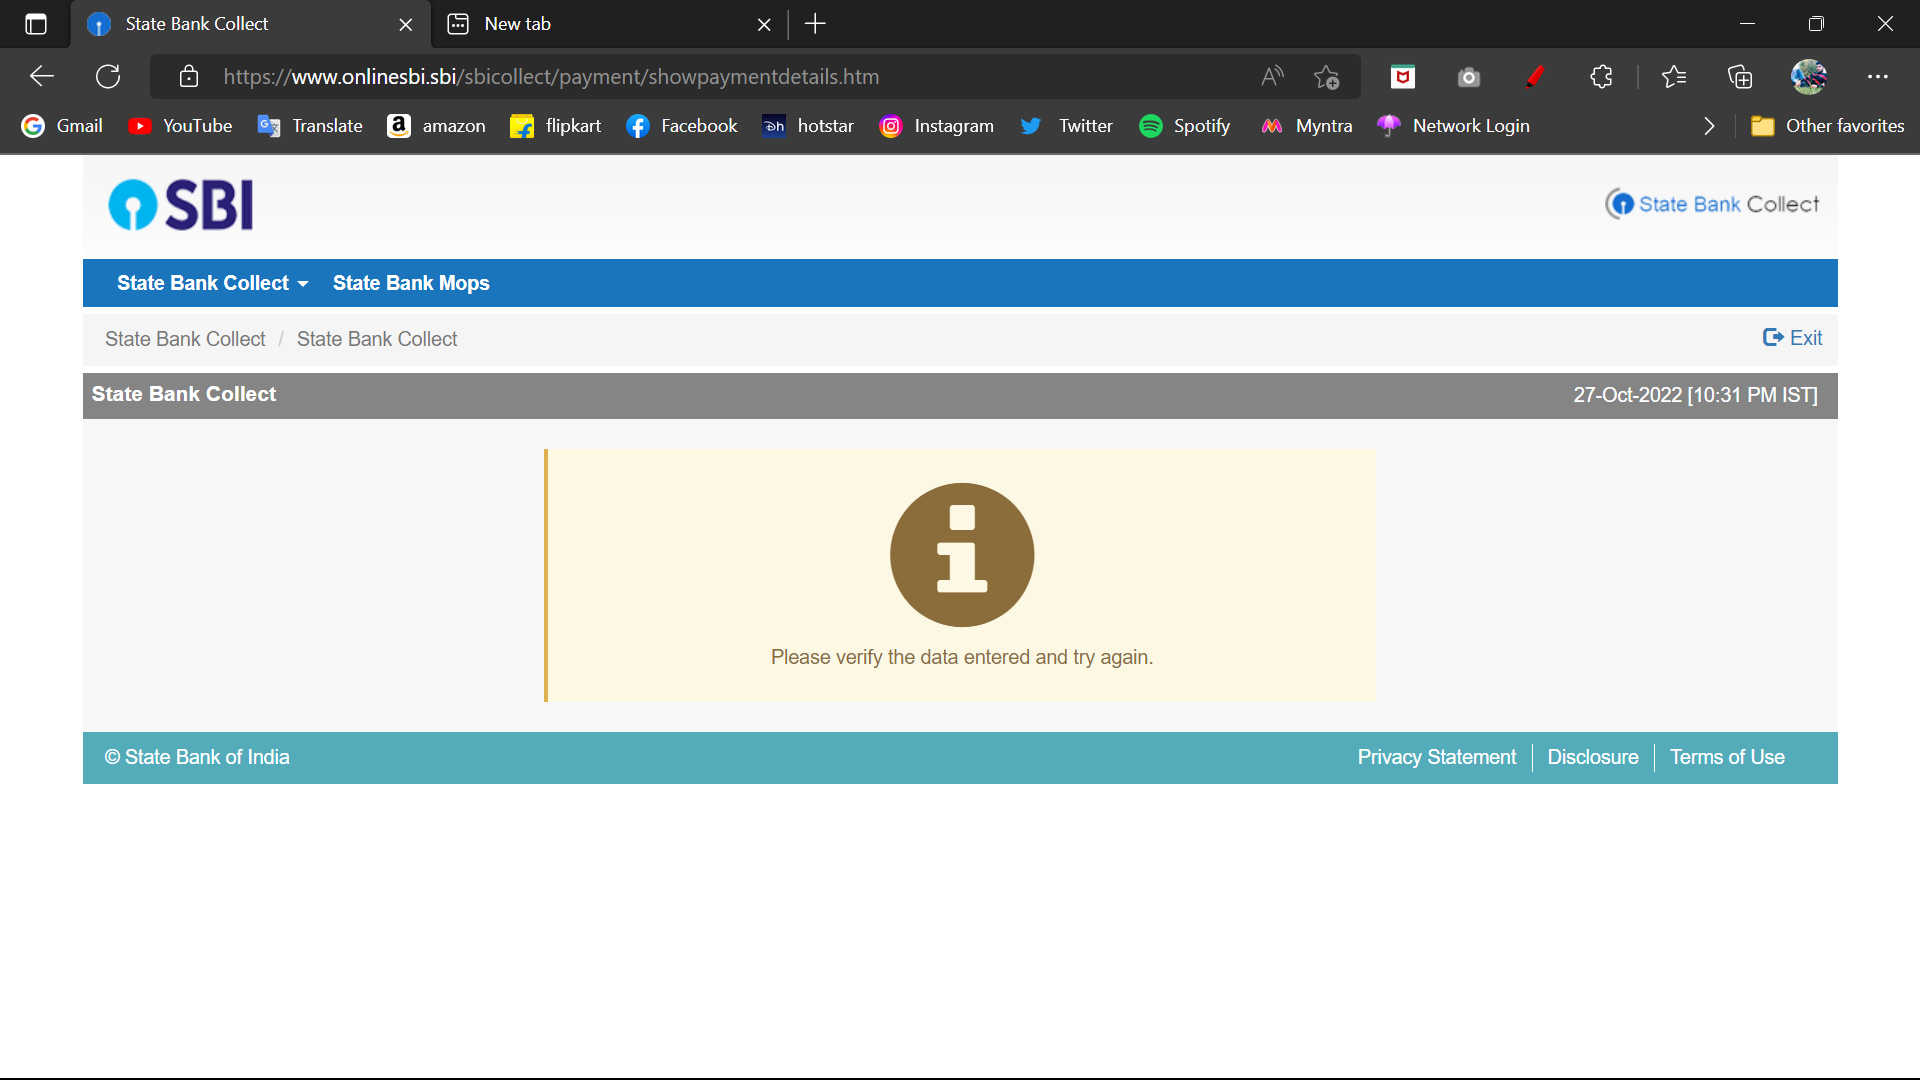 State Bank Collect
New tab
https://www.onlinesbi.sbi/sbicollect/payment/showpaymentdetails.htm
Gmail YouTube Translate amazon flipkart Facebook hotstar Instagram Twitter Spotify Myntra Network Login Other favorites
SBI
State Bank Collect
State Bank Collect State Bank Mops
State Bank Collect / State Bank Collect Exit
State Bank Collect 27-Oct-2022 [10:31 PM IST]
Please verify the data entered and try again.
© State Bank of India Privacy Statement Disclosure Terms of Use